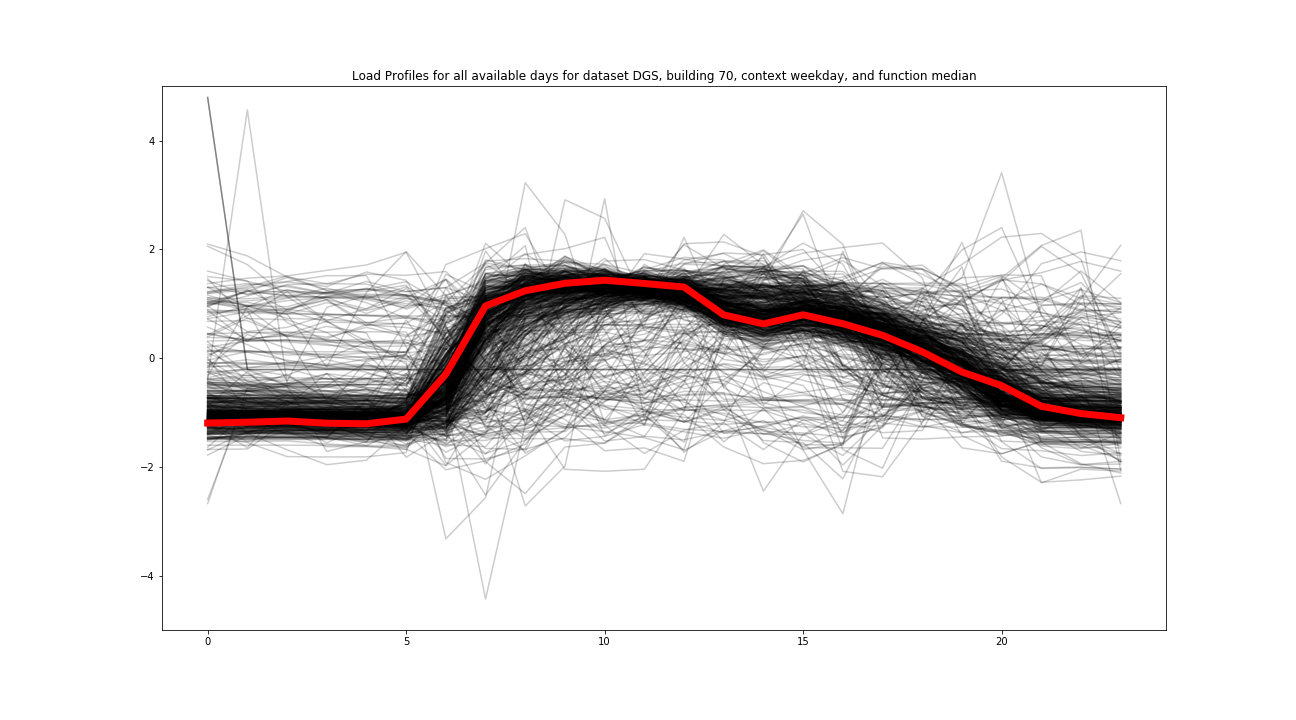 Load Profiles for all available days for dataset DGS, building 70, context weekday, and function median
4
2
0
−2
−4
0 5 10 15 20